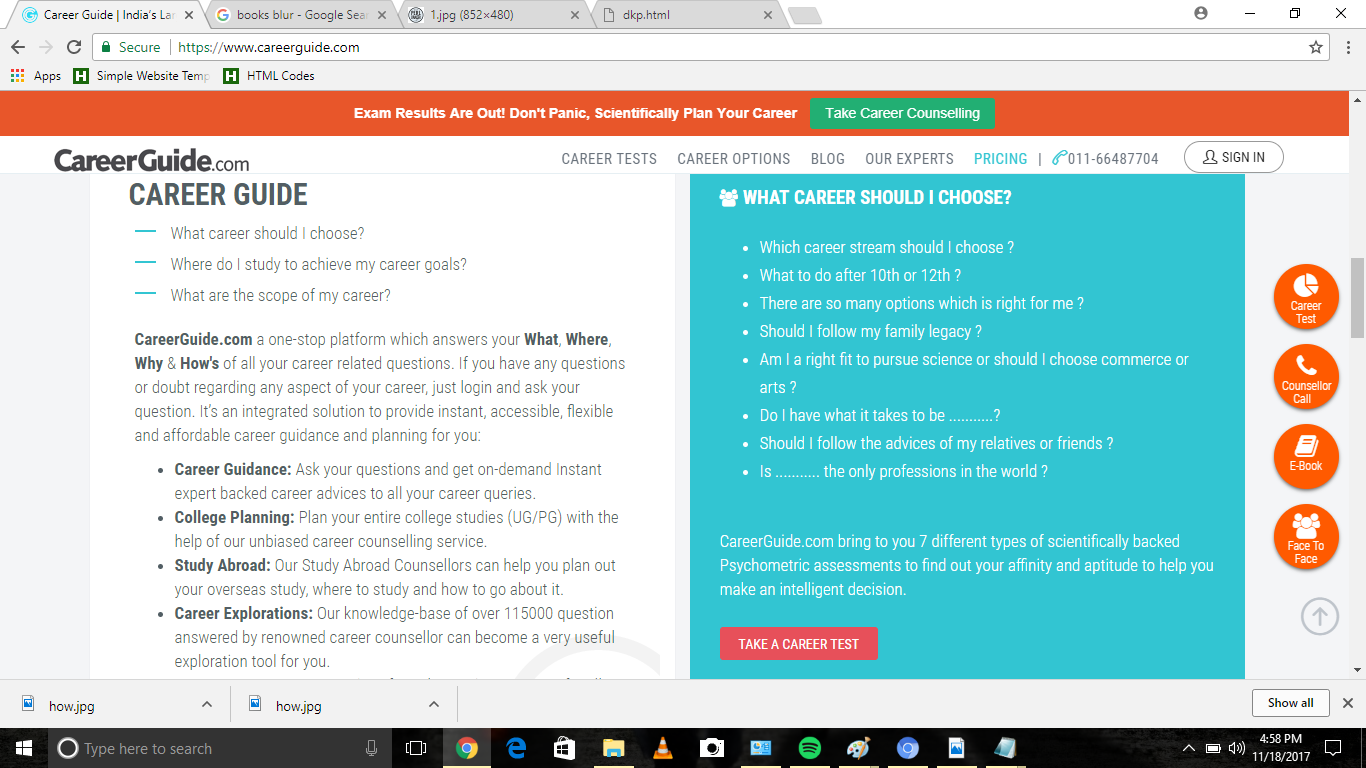 Career Guide | India's Lar
books blur - Google Sear
1.jpg (852×480)
dkp.html
Secure
https://www.careerguide.com
Apps
Simple Website Temp
HTML Codes
Exam Results Are Out! Don't Panic, Scientifically Plan Your Career
Take Career Counselling
CareerGuide.com
CAREER TESTS
CAREER OPTIONS
BLOG
OUR EXPERTS
PRICING
|
011-66487704
SIGN IN
CAREER GUIDE
What career should I choose?
Where do I study to achieve my career goals?
What are the scope of my career?
CareerGuide.com a one-stop platform which answers your What, Where,
Why & How's of all your career related questions. If you have any questions
or doubt regarding any aspect of your career, just login and ask your
question. It's an integrated solution to provide instant, accessible, flexible
and affordable career guidance and planning for you:
• Career Guidance: Ask your questions and get on-demand Instant
expert backed career advices to all your career queries.
• College Planning: Plan your entire college studies (UG/PG) with the
help of our unbiased career counselling service.
• Study Abroad: Our Study Abroad Counsellors can help you plan out
your overseas study, where to study and how to go about it.
• Career Explorations: Our knowledge-base of over 115000 question
answered by renowned career counsellor can become a very useful
exploration tool for you.
WHAT CAREER SHOULD I CHOOSE?
• Which career stream should I choose ?
• What to do after 10th or 12th ?
• There are so many options which is right for me ?
• Should I follow my family legacy ?
• Am I a right fit to pursue science or should I choose commerce or
arts ?
• Do I have what it takes to be ...........?
• Should I follow the advices of my relatives or friends ?
• Is ........... the only professions in the world ?
CareerGuide.com bring to you 7 different types of scientifically backed
Psychometric assessments to find out your affinity and aptitude to help you
make an intelligent decision.
TAKE A CAREER TEST
Career
Test
Counsellor
Call
E-Book
Face To
Face
how.jpg
how.jpg
Show all
Type here to search
4:58 PM
11/18/2017